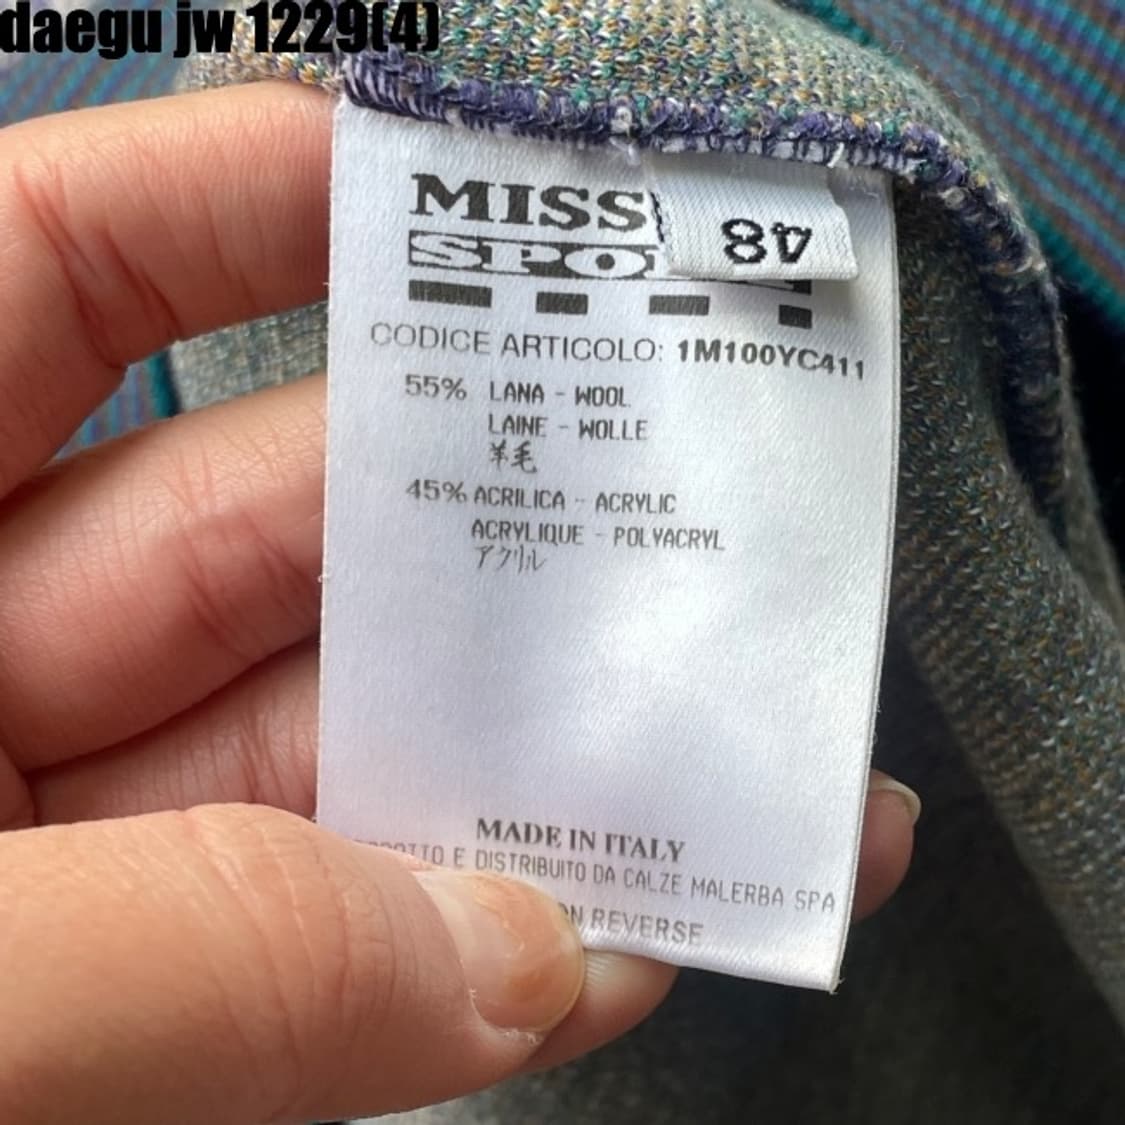 daegu jw 1229(4)
MISS
48
CODICE ARTICOLO: 1M100YC411
55% LANA - WOOL
LAINE - WOLLE
羊毛
45% ACRILICA - ACRYLIC
ACRYLIQUE - POLYACRYL
アクリル
MADE IN ITALY
E DISTRIBUITO DA CALZE MALERBA SPA
REVERSE